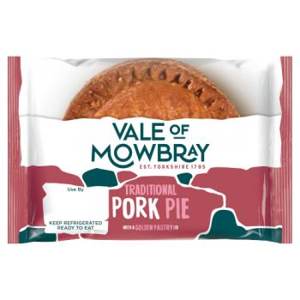 VALE OF
MOWBRAY
EST. YORKSHIRE 1795
Use By
TRADITIONAL
PORK PIE
WITH A GOLDEN PASTRY LID
KEEP REFRIGERATED
READY TO EAT